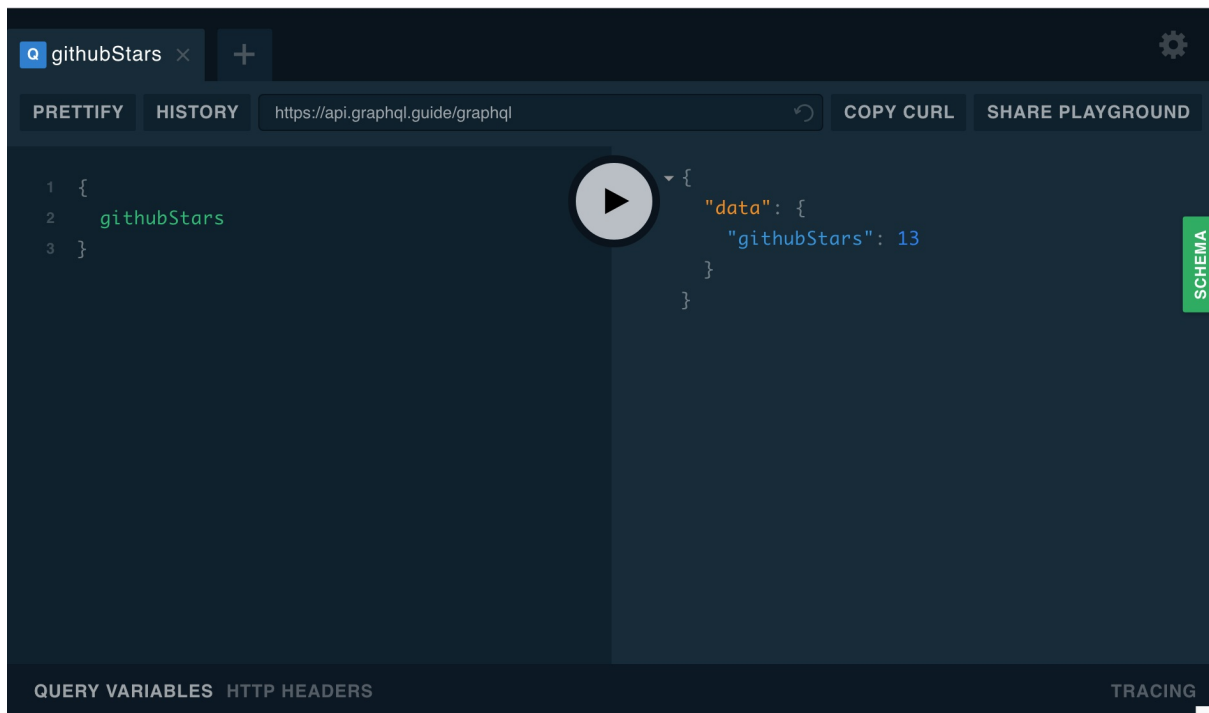 Q githubStars × +
PRETTIFY HISTORY https://api.graphql.guide/graphql COPY CURL SHARE PLAYGROUND
1 {
2 githubStars
3 }
{
"data": {
"githubStars": 13
}
}
SCHEMA
QUERY VARIABLES HTTP HEADERS TRACING